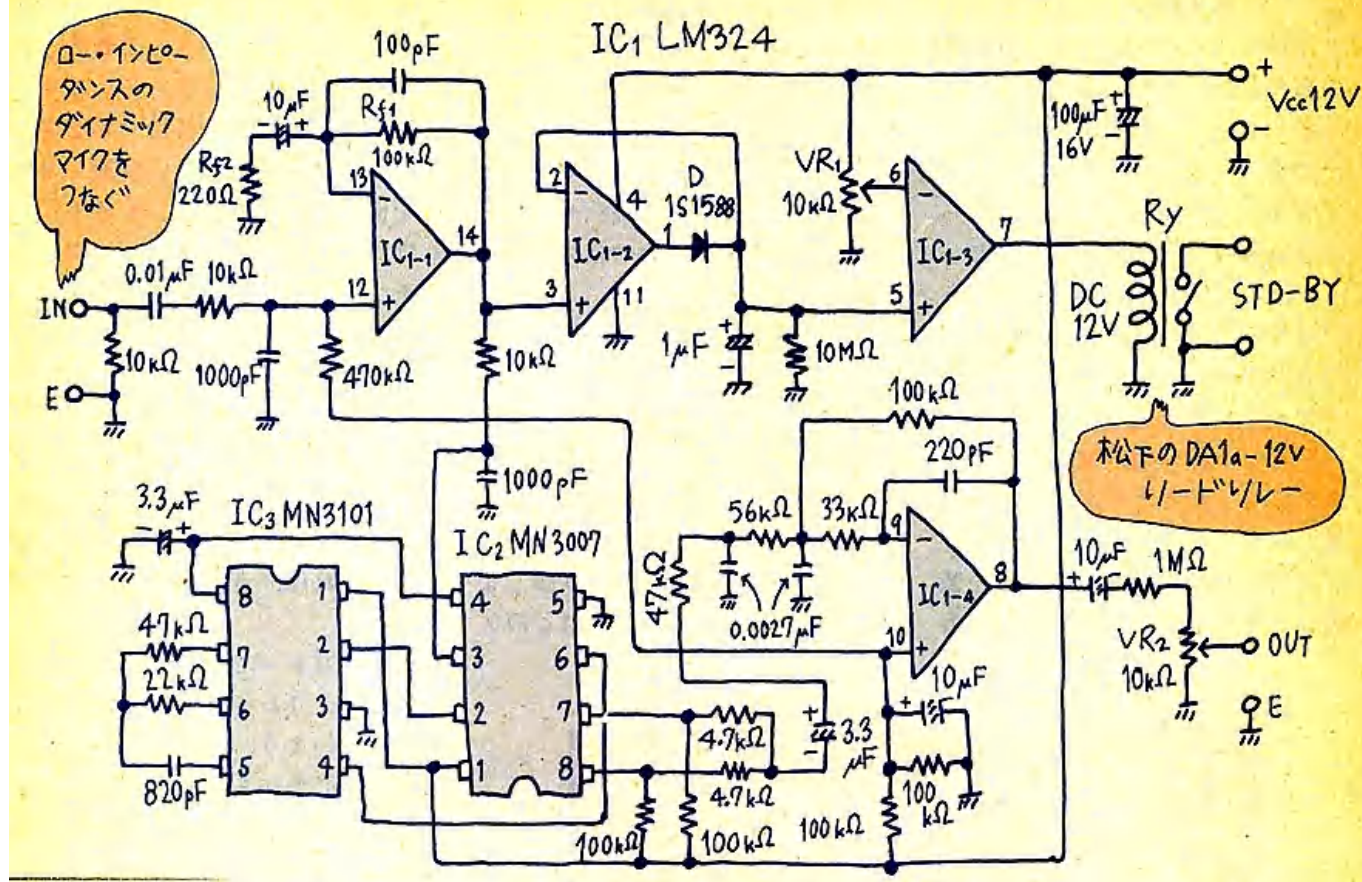 IC1 LM324
ロー・インピー
ダンスの
ダイナミック
マイクを
つなぐ
100pF
10μF
- +
Rf1
100kΩ
Rf2
220Ω
13
-
IC1-1
14
12
+
IN
0.01μF
10kΩ
10kΩ
1000pF
470kΩ
E
2
-
4
IC1-2
1
D
1S1588
3
+
11
10kΩ
1μF
+
-
10MΩ
VR1
10kΩ
6
-
IC1-3
7
5
+
100μF
16V
+
-
+
Vcc12V
-
Ry
DC
12V
STD-BY
松下のDA1a-12V
リードリレー
1000pF
3.3μF
- +
IC3 MN3101
8
1
7
2
6
3
5
4
47kΩ
22kΩ
820pF
IC2 MN3007
4
5
3
6
2
7
1
8
4.7kΩ
4.7kΩ
100kΩ
100kΩ
+
-
3.3
μF
47kΩ
56kΩ
33kΩ
0.0027μF
100kΩ
220pF
9
-
IC1-4
8
10
+
+
10μF
100
kΩ
100kΩ
10μF
+
1MΩ
VR2
10kΩ
OUT
E